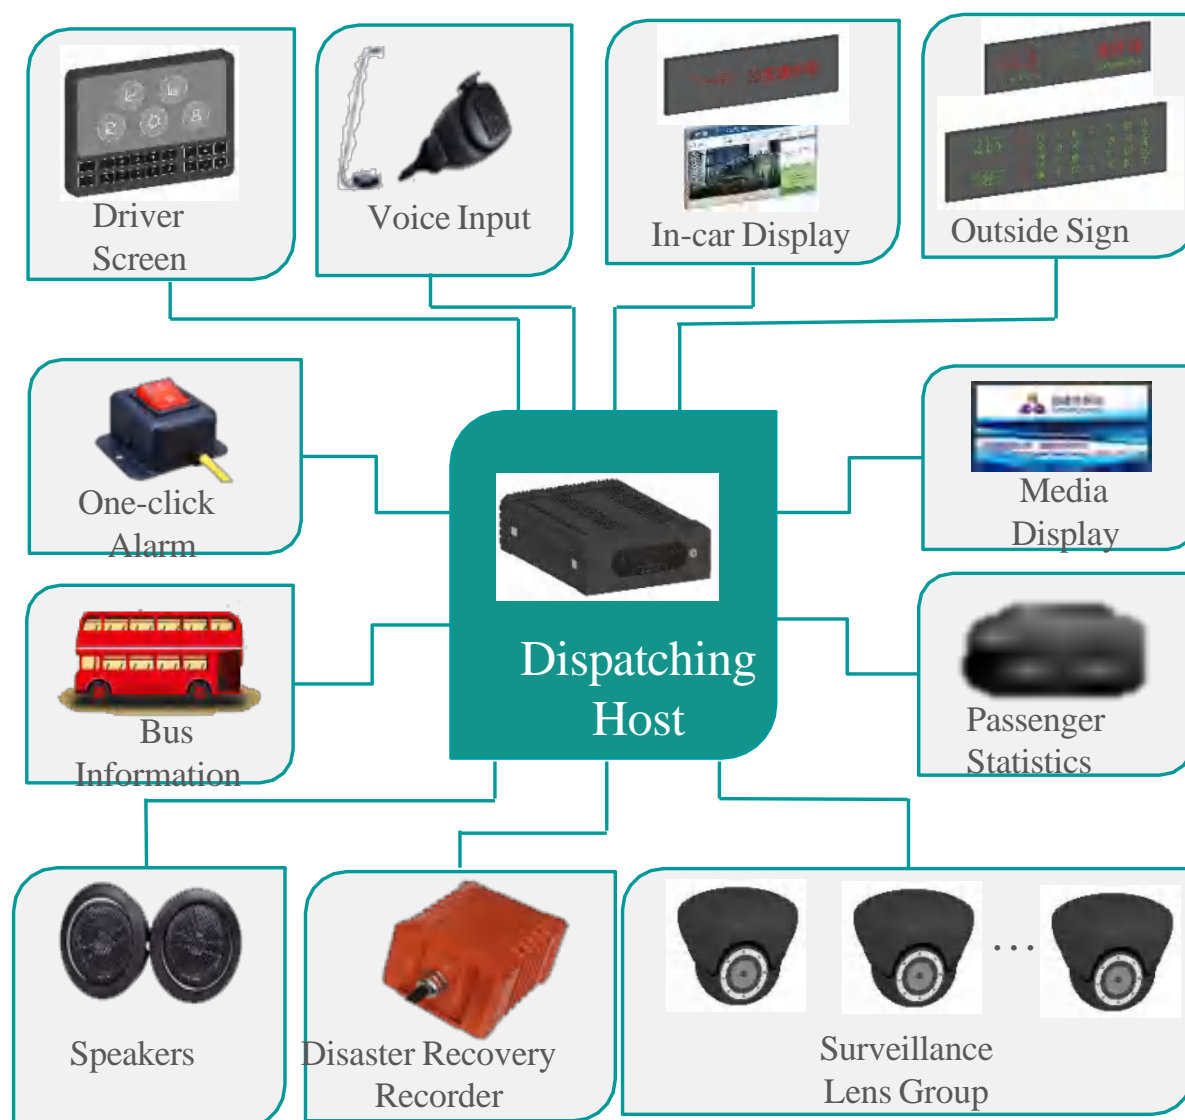 Driver
Screen
Voice Input
In-car Display
Outside Sign
One-click
Alarm
Media
Display
Dispatching
Host
Bus
Information
Passenger
Statistics
Speakers
Disaster Recovery
Recorder
...
Surveillance
Lens Group